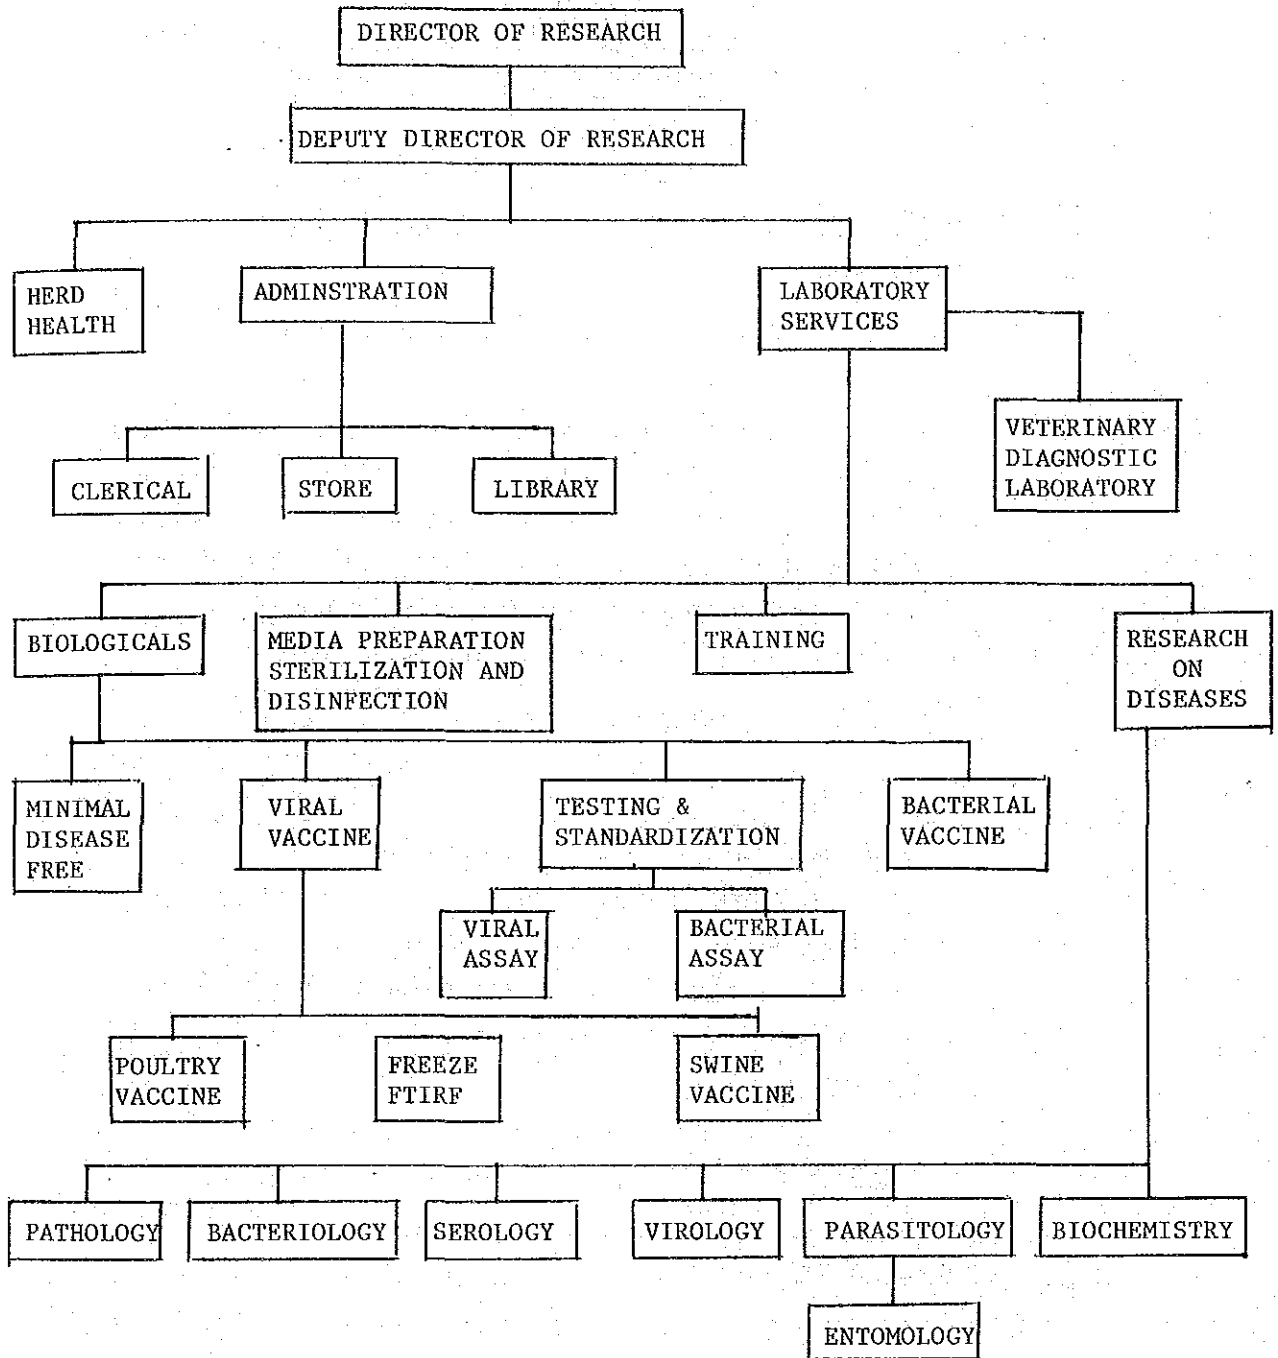 DIRECTOR OF RESEARCH
DEPUTY DIRECTOR OF RESEARCH
HERD
HEALTH
ADMINSTRATION
LABORATORY
SERVICES
VETERINARY
DIAGNOSTIC
LABORATORY
CLERICAL
STORE
LIBRARY
BIOLOGICALS
MEDIA PREPARATION
STERILIZATION AND
DISINFECTION
TRAINING
RESEARCH
ON
DISEASES
MINIMAL
DISEASE
FREE
VIRAL
VACCINE
TESTING &
STANDARDIZATION
BACTERIAL
VACCINE
VIRAL
ASSAY
BACTERIAL
ASSAY
POULTRY
VACCINE
FREEZE
FTIRF
SWINE
VACCINE
PATHOLOGY
BACTERIOLOGY
SEROLOGY
VIROLOGY
PARASITOLOGY
BIOCHEMISTRY
ENTOMOLOGY